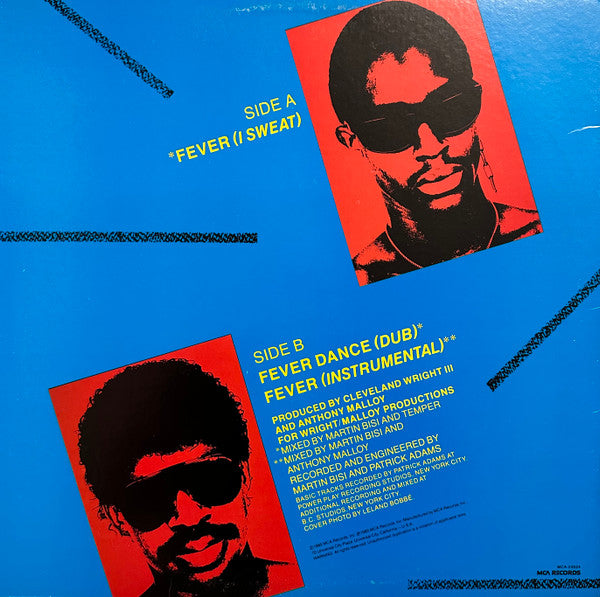 SIDE A
*FEVER (I SWEAT)
SIDE B
FEVER DANCE (DUB)*
FEVER (INSTRUMENTAL)**
PRODUCED BY CLEVELAND WRIGHT III
AND ANTHONY MALLOY
FOR WRIGHT/MALLOY PRODUCTIONS
*MIXED BY MARTIN BISI AND TEMPER
**MIXED BY MARTIN BISI AND
ANTHONY MALLOY
RECORDED AND ENGINEERED BY
MARTIN BISI AND PATRICK ADAMS
BASIC TRACKS RECORDED BY PATRICK ADAMS AT
POWER PLAY RECORDING STUDIOS, NEW YORK CITY.
ADDITIONAL RECORDING AND MIXED AT
B.C. STUDIOS, NEW YORK CITY.
COVER PHOTO BY LELAND BOBBÉ.
MCA RECORDS